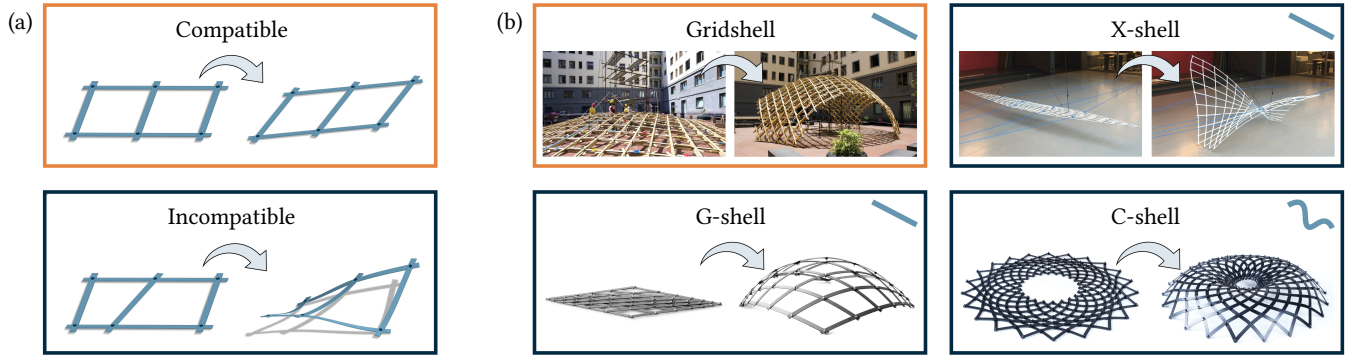 (a)
Compatible
Incompatible
(b)
Gridshell
X-shell
G-shell
C-shell